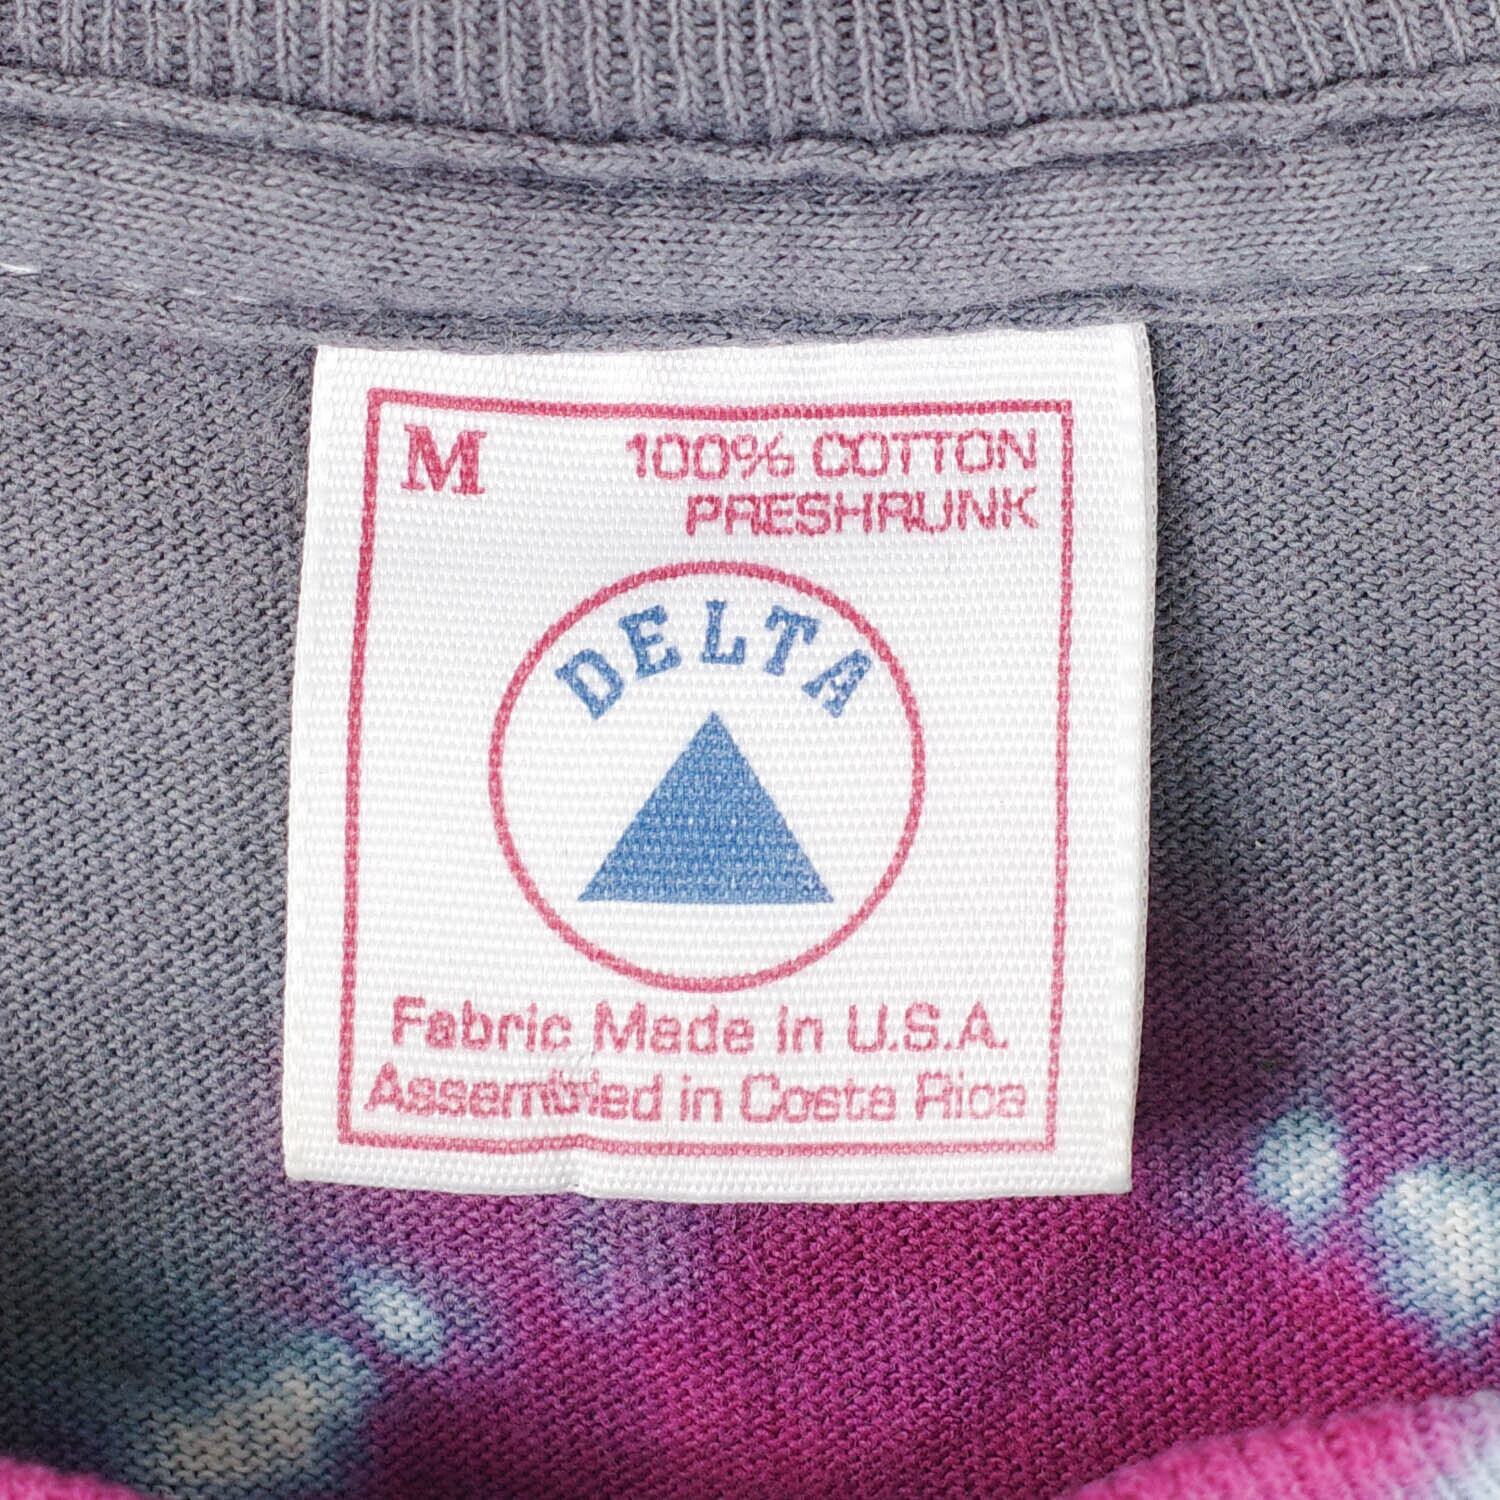 M 100% COTTON
PRESHRUNK
DELTA
Fabric Made in U.S.A.
Assembled in Costa Rica